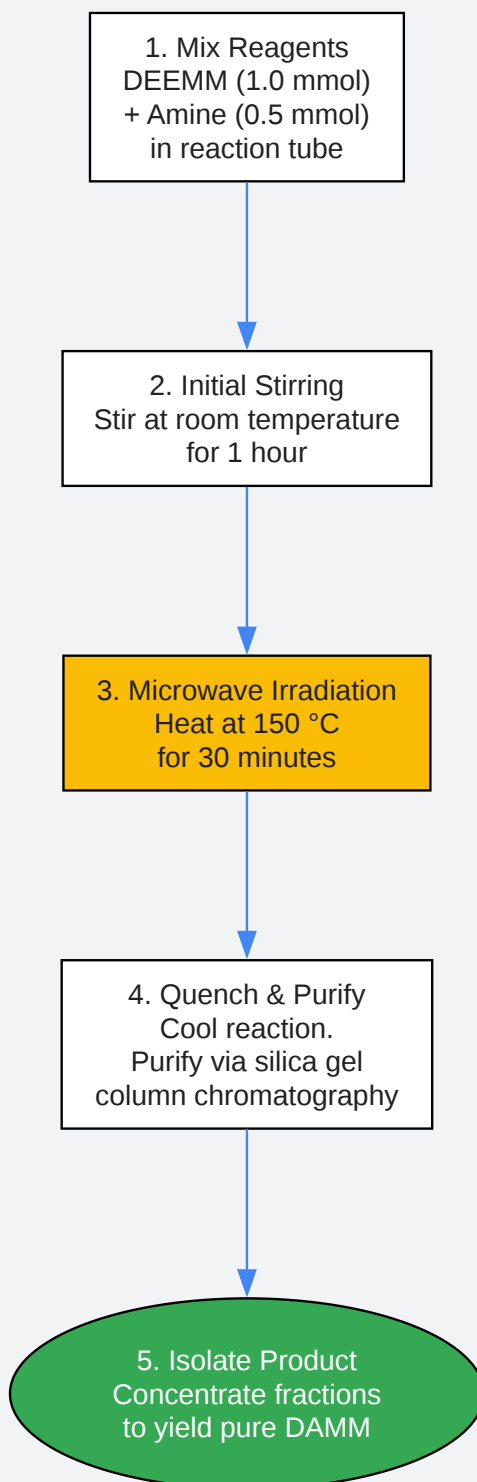 1. Mix Reagents
DEEMM (1.0 mmol)
+ Amine (0.5 mmol)
in reaction tube
2. Initial Stirring
Stir at room temperature
for 1 hour
3. Microwave Irradiation
Heat at 150 °C
for 30 minutes
4. Quench & Purify
Cool reaction.
Purify via silica gel
column chromatography
5. Isolate Product
Concentrate fractions
to yield pure DAMM